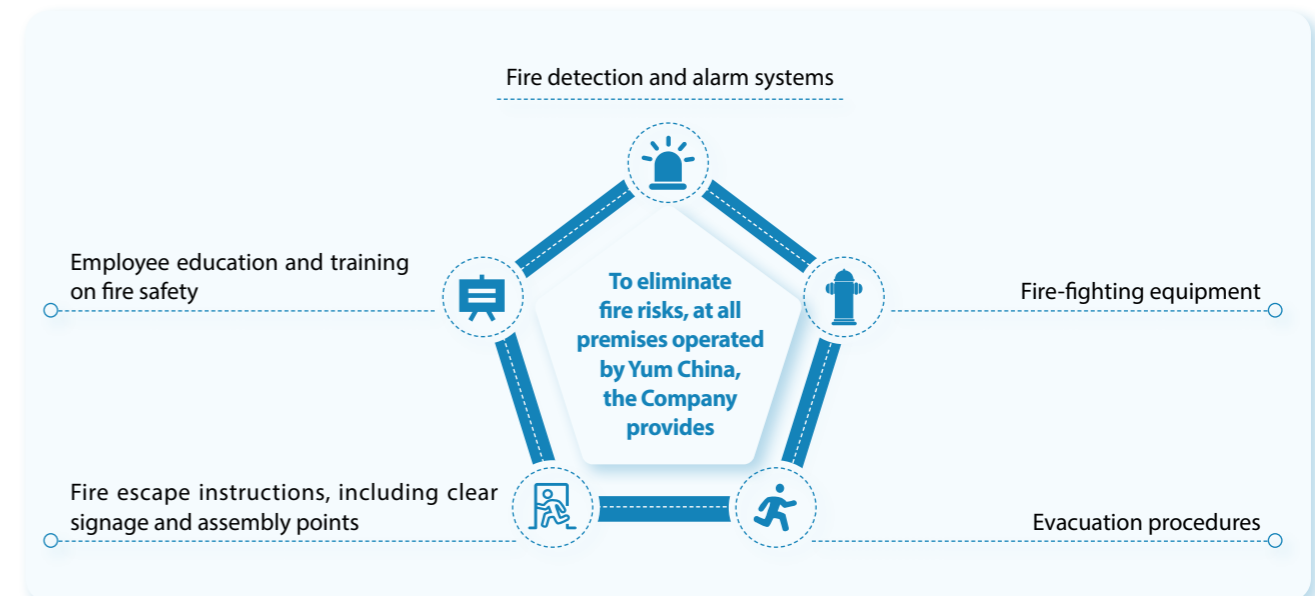 Fire detection and alarm systems
Employee education and training
on fire safety
To eliminate
fire risks, at all
premises operated
by Yum China,
the Company
provides
Fire-fighting equipment
Fire escape instructions, including clear
signage and assembly points
Evacuation procedures